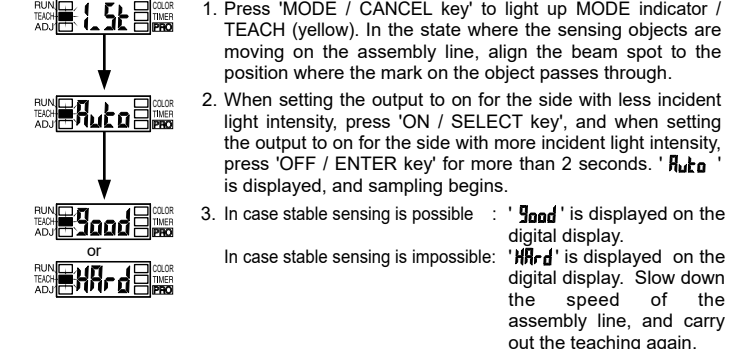 RUN
TEACH
ADJ
1_St
COLOR
TIMER
PRO
1. Press 'MODE / CANCEL key' to light up MODE indicator /
TEACH (yellow). In the state where the sensing objects are
moving on the assembly line, align the beam spot to the
position where the mark on the object passes through.
RUN
TEACH
ADJ
Auto
COLOR
TIMER
PRO
2. When setting the output to on for the side with less incident
light intensity, press 'ON / SELECT key', and when setting
the output to on for the side with more incident light intensity,
press 'OFF / ENTER key' for more than 2 seconds. ' Auto '
is displayed, and sampling begins.
RUN
TEACH
ADJ
good
COLOR
TIMER
PRO
or
RUN
TEACH
ADJ
HArd
COLOR
TIMER
PRO
3. In case stable sensing is possible : ' good ' is displayed on the
digital display.
In case stable sensing is impossible: ' HArd ' is displayed on the
digital display. Slow down
the speed of the
assembly line, and carry
out the teaching again.